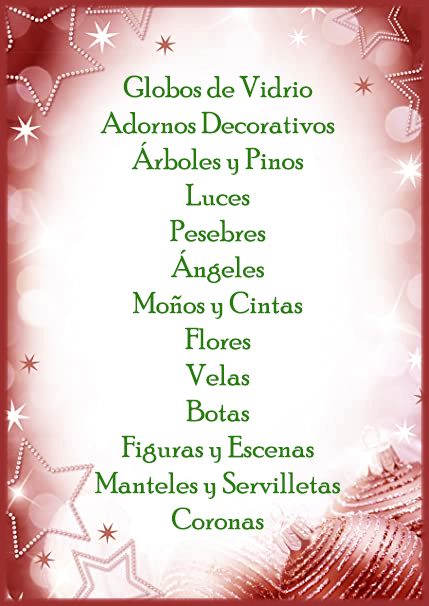 Globos de Vidrio
Adornos Decorativos
Árboles y Pinos
Luces
Pesebres
Ángeles
Moños y Cintas
Flores
Velas
Botas
Figuras y Escenas
Manteles y Servilletas
Coronas